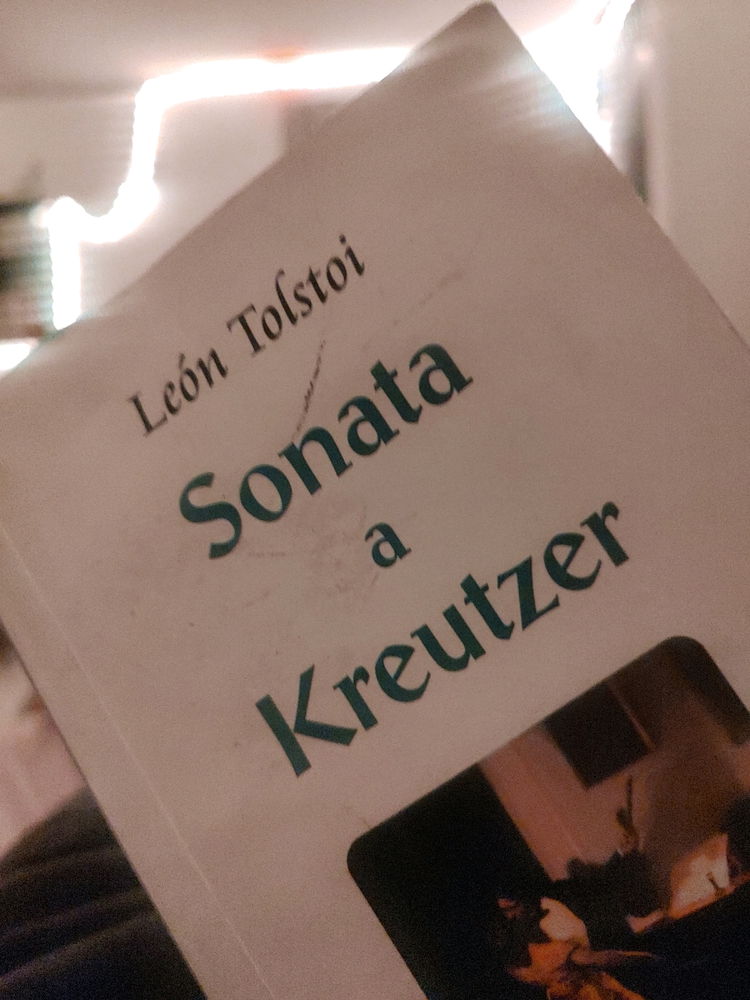 León Tolstoi
Sonata
a
Kreutzer